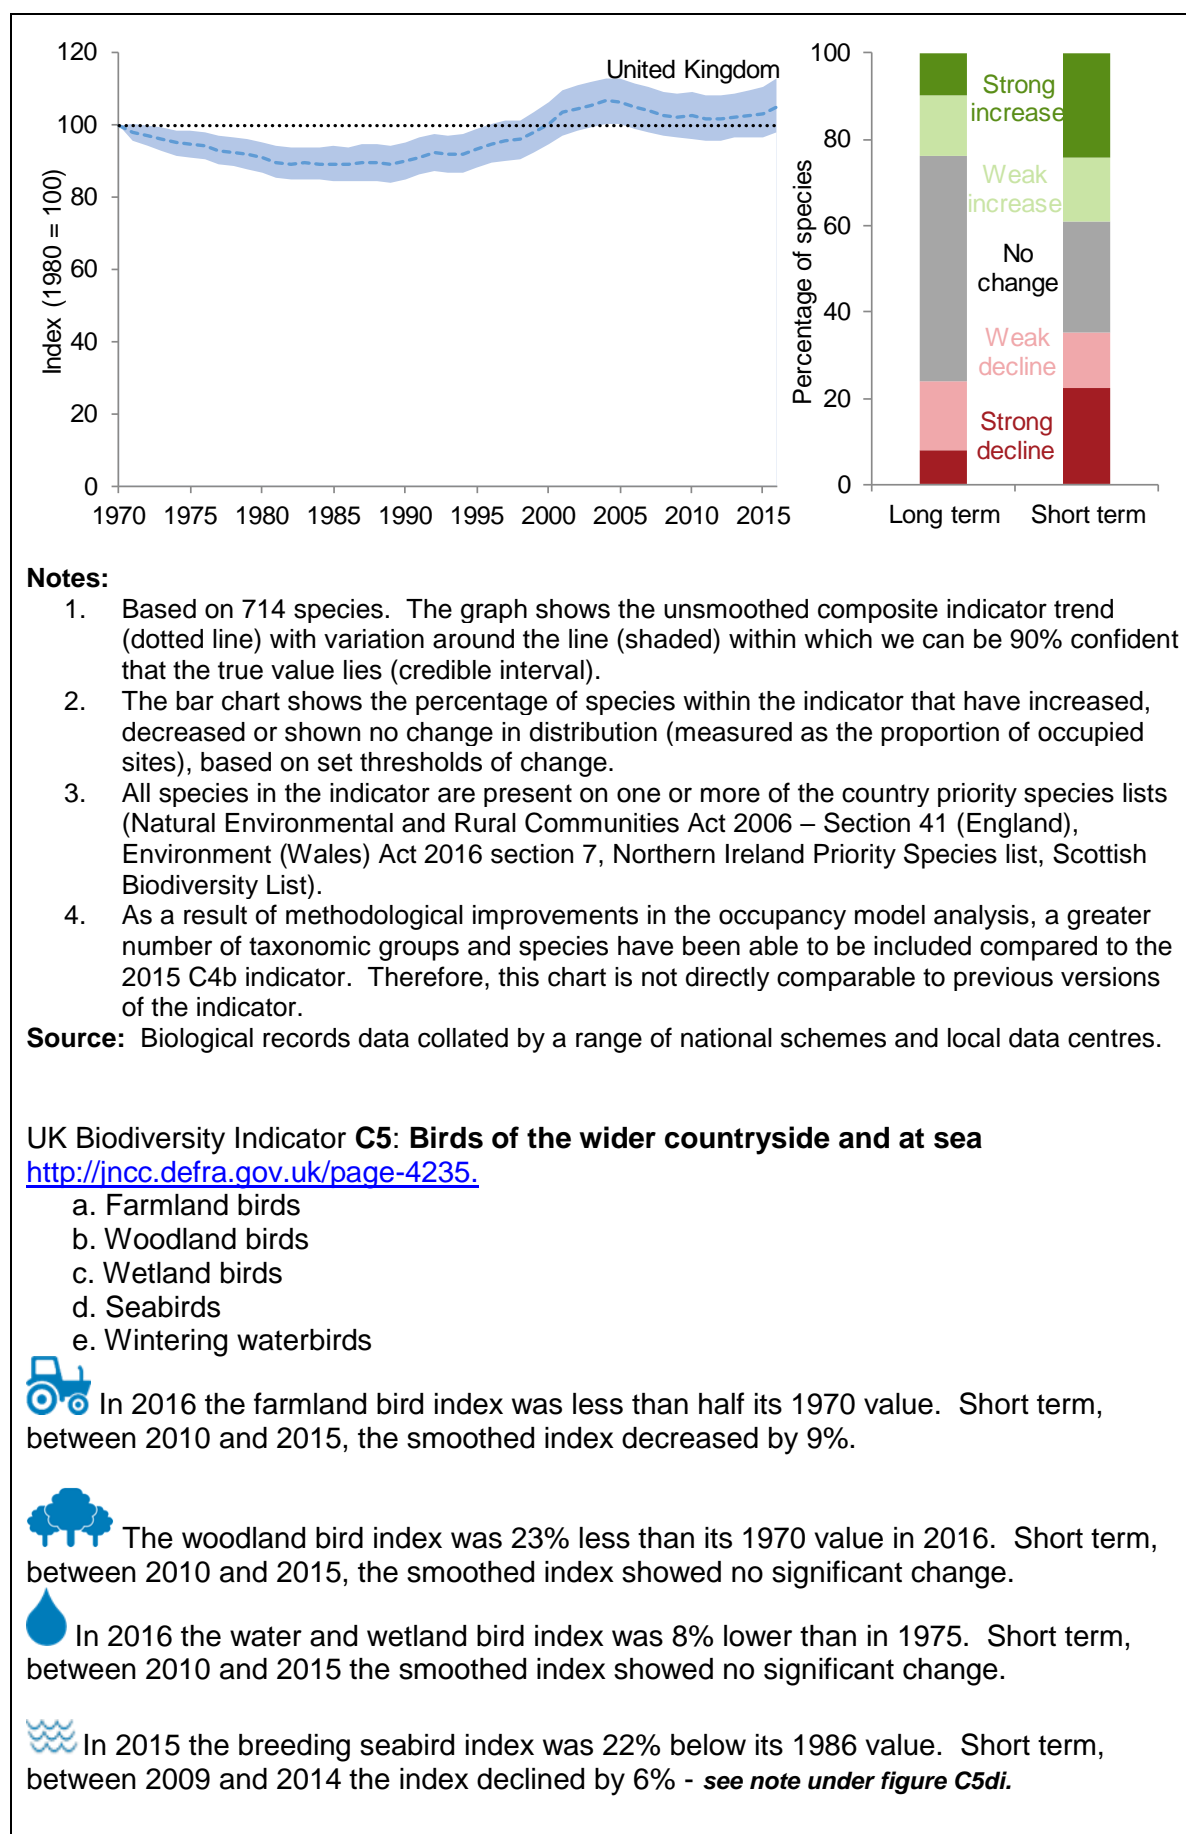 120
100
80
60
40
20
0
Index (1980 = 100)
United Kingdom
1970 1975 1980 1985 1990 1995 2000 2005 2010 2015
100
80
60
40
20
0
Percentage of species
Strong
increase
Weak
increase
No
change
Weak
decline
Strong
decline
Long term Short term
Notes:
1. Based on 714 species. The graph shows the unsmoothed composite indicator trend
(dotted line) with variation around the line (shaded) within which we can be 90% confident
that the true value lies (credible interval).
2. The bar chart shows the percentage of species within the indicator that have increased,
decreased or shown no change in distribution (measured as the proportion of occupied
sites), based on set thresholds of change.
3. All species in the indicator are present on one or more of the country priority species lists
(Natural Environmental and Rural Communities Act 2006 – Section 41 (England),
Environment (Wales) Act 2016 section 7, Northern Ireland Priority Species list, Scottish
Biodiversity List).
4. As a result of methodological improvements in the occupancy model analysis, a greater
number of taxonomic groups and species have been able to be included compared to the
2015 C4b indicator. Therefore, this chart is not directly comparable to previous versions
of the indicator.
Source: Biological records data collated by a range of national schemes and local data centres.
UK Biodiversity Indicator C5: Birds of the wider countryside and at sea
http://jncc.defra.gov.uk/page-4235.
a. Farmland birds
b. Woodland birds
c. Wetland birds
d. Seabirds
e. Wintering waterbirds
In 2016 the farmland bird index was less than half its 1970 value. Short term,
between 2010 and 2015, the smoothed index decreased by 9%.
The woodland bird index was 23% less than its 1970 value in 2016. Short term,
between 2010 and 2015, the smoothed index showed no significant change.
In 2016 the water and wetland bird index was 8% lower than in 1975. Short term,
between 2010 and 2015 the smoothed index showed no significant change.
In 2015 the breeding seabird index was 22% below its 1986 value. Short term,
between 2009 and 2014 the index declined by 6% - see note under figure C5di.